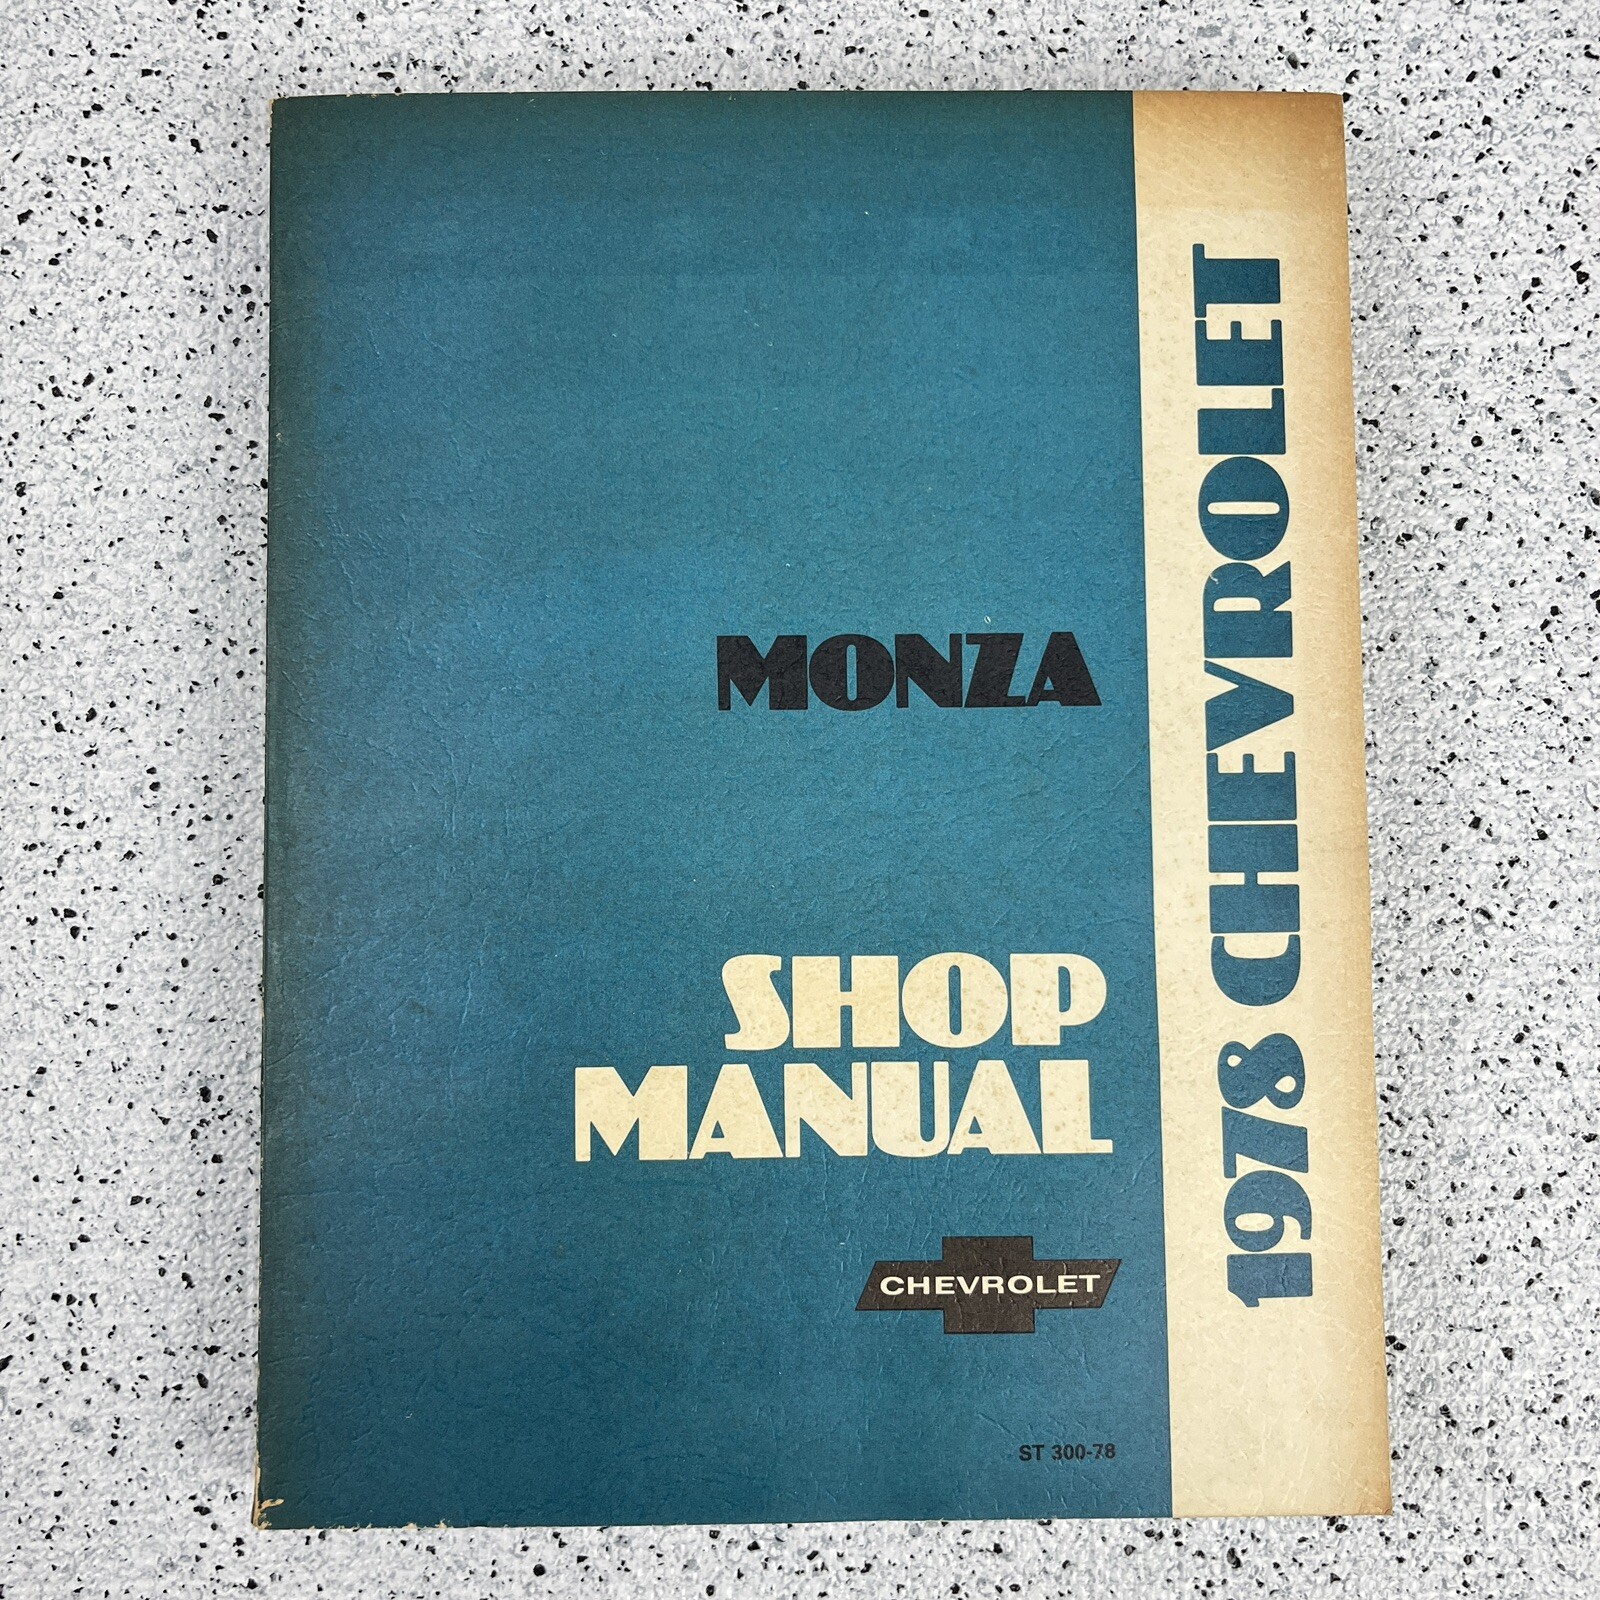 MONZA
SHOP
MANUAL
CHEVROLET
ST 300-78
1978 CHEVROLET